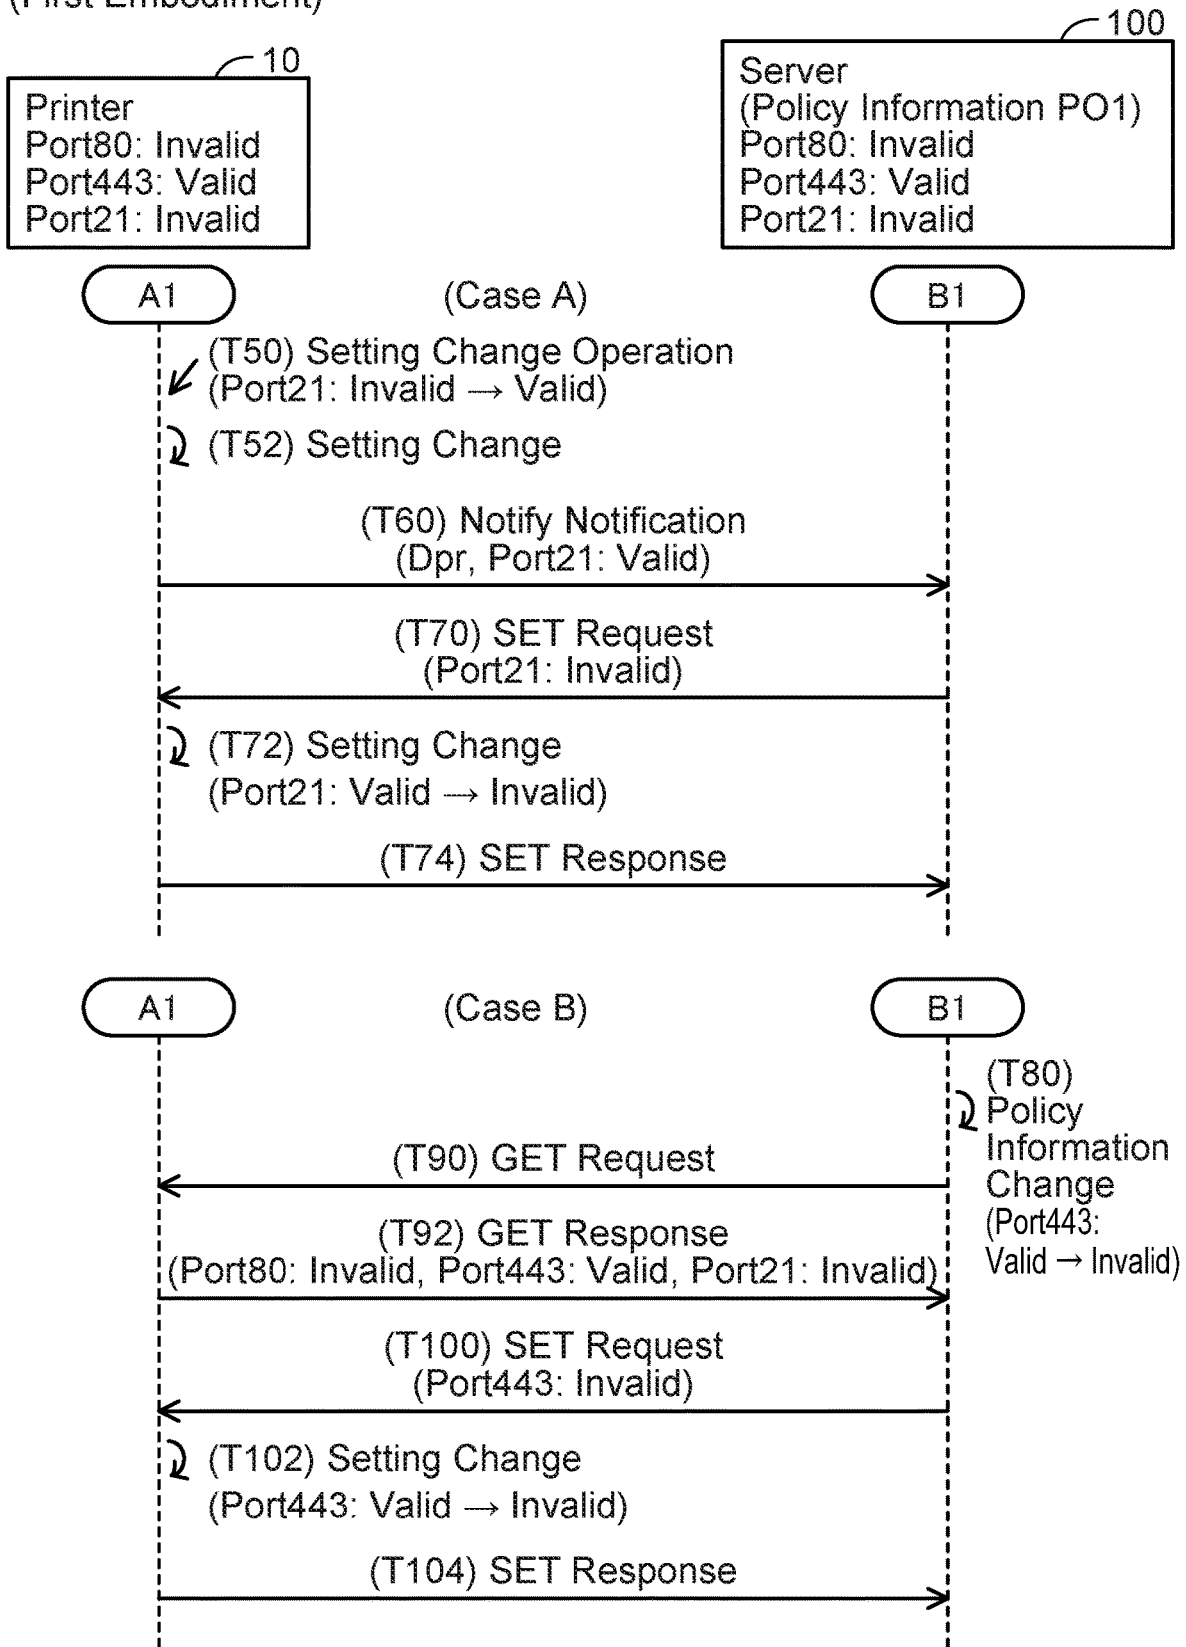 (First Embodiment)
10
100
Printer
Port80: Invalid
Port443: Valid
Port21: Invalid
Server
(Policy Information PO1)
Port80: Invalid
Port443: Valid
Port21: Invalid
A1
(Case A)
B1
(T50) Setting Change Operation
(Port21: Invalid → Valid)
(T52) Setting Change
(T60) Notify Notification
(Dpr, Port21: Valid)
(T70) SET Request
(Port21: Invalid)
(T72) Setting Change
(Port21: Valid → Invalid)
(T74) SET Response
A1
(Case B)
B1
(T80)
Policy
Information
Change
(Port443:
Valid → Invalid)
(T90) GET Request
(T92) GET Response
(Port80: Invalid, Port443: Valid, Port21: Invalid)
(T100) SET Request
(Port443: Invalid)
(T102) Setting Change
(Port443: Valid → Invalid)
(T104) SET Response